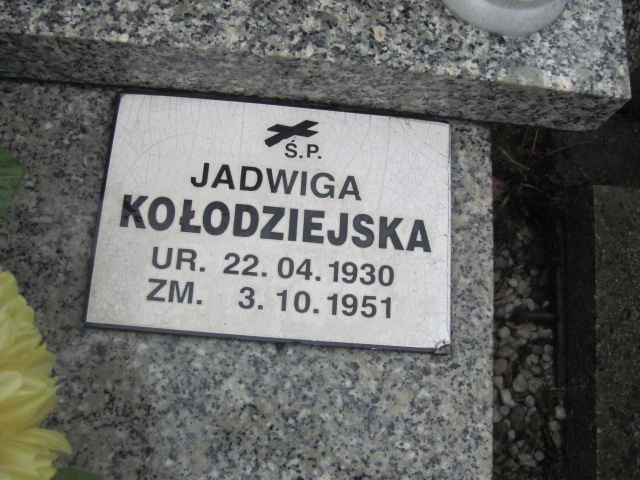 Ś.P.
JADWIGA
KOŁODZIEJSKA
UR. 22. 04. 1930
ZM. 3. 10. 1951